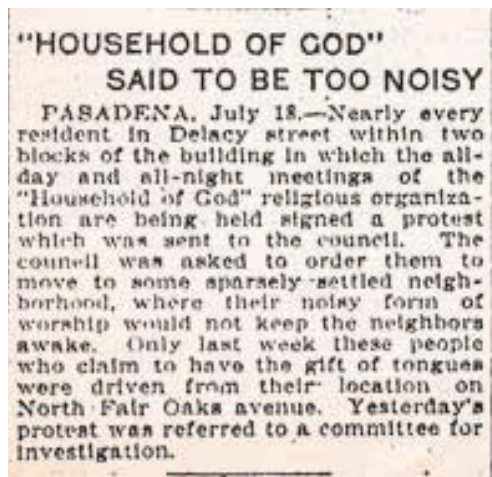 "HOUSEHOLD OF GOD"
SAID TO BE TOO NOISY
PASADENA, July 18.—Nearly every
resident in Delacy street within two
blocks of the building in which the all-
day and all-night meetings of the
"Household of God" religious organiza-
tion are being held signed a protest
which was sent to the council. The
council was asked to order them to
move to some sparsely-settled neigh-
borhood, where their noisy form of
worship would not keep the neighbors
awake. Only last week these people
who claim to have the gift of tongues
were driven from their location on
North Fair Oaks avenue. Yesterday's
protest was referred to a committee for
investigation.